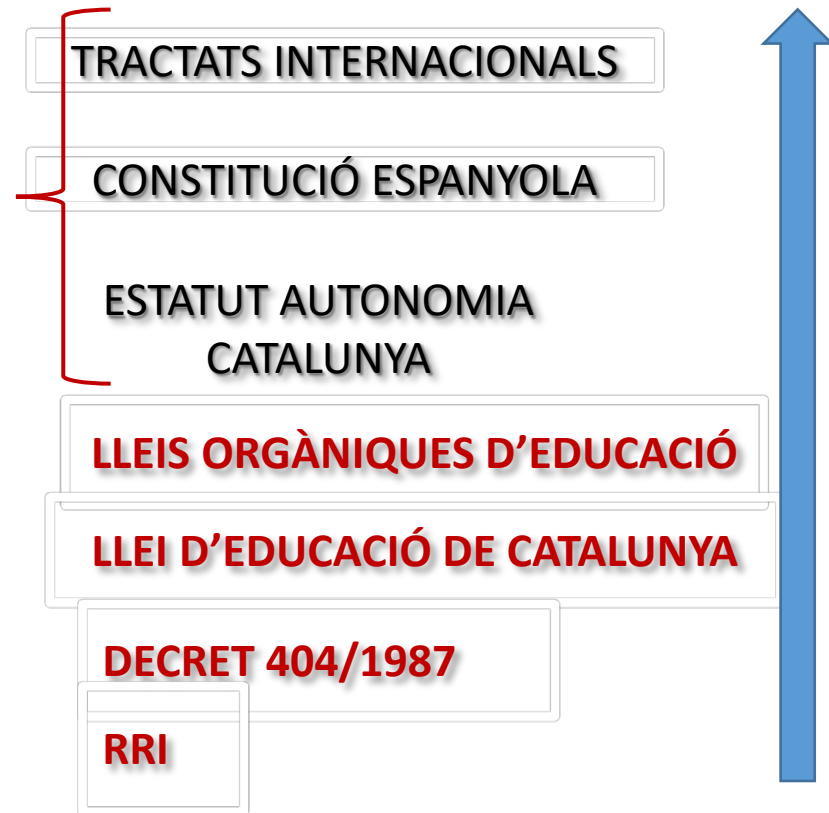 TRACTATS INTERNACIONALS
CONSTITUCIÓ ESPANYOLA
ESTATUT AUTONOMIA
CATALUNYA
LLEIS ORGÀNIQUES D’EDUCACIÓ
LLEI D’EDUCACIÓ DE CATALUNYA
DECRET 404/1987
RRI